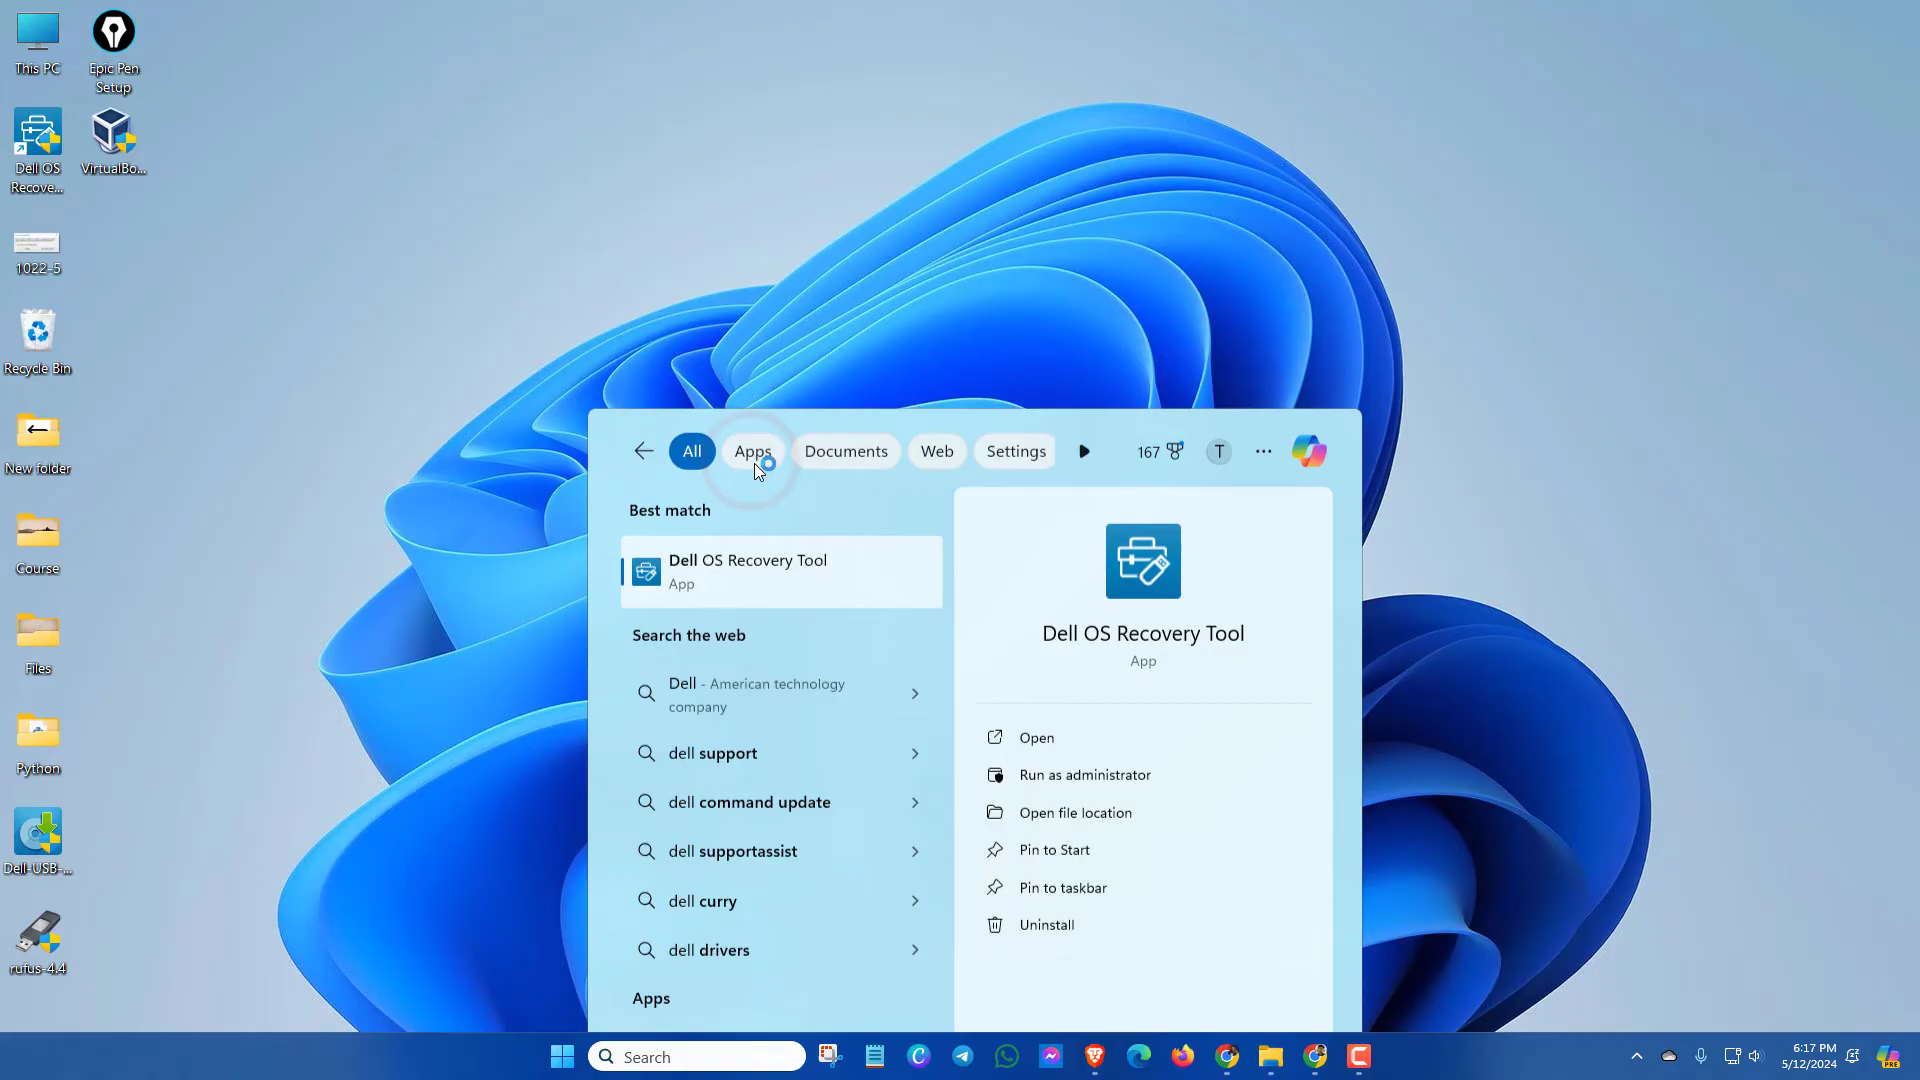 This PC
Epic Pen
Setup
Dell OS
Recove...
VirtualBo...
1022-5
Recycle Bin
New folder
Course
Files
Python
Dell-USB-...
rufus-4.4
All
Apps
Documents
Web
Settings
167
T
Best match
Dell OS Recovery Tool
App
Search the web
Dell - American technology
company
dell support
dell command update
dell supportassist
dell curry
dell drivers
Apps
Dell OS Recovery Tool
App
Open
Run as administrator
Open file location
Pin to Start
Pin to taskbar
Uninstall
Search
6:17 PM
5/12/2024
PRE